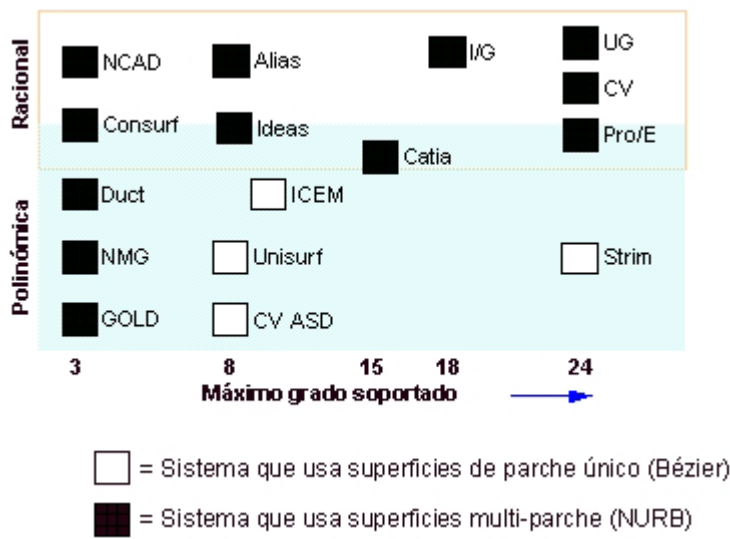 Racional
NCAD
Alias
I/G
UG
CV
Consurf
Ideas
Pro/E
Catia
Polinómica
Duct
ICEM
NMG
Unisurf
Strim
GOLD
CV ASD
3 8 15 18 24
Máximo grado soportado
= Sistema que usa superficies de parche único (Bézier)
= Sistema que usa superficies multi-parche (NURB)